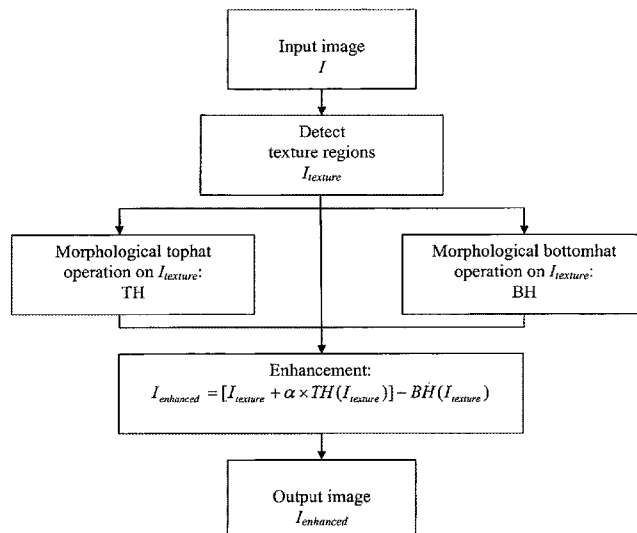 Input image
I
Detect
texture regions
I_texture
Morphological tophat
operation on I_texture:
TH
Morphological bottomhat
operation on I_texture:
BH
Enhancement:
I_enhanced = [I_texture + α × TH(I_texture)] − BH(I_texture)
Output image
I_enhanced